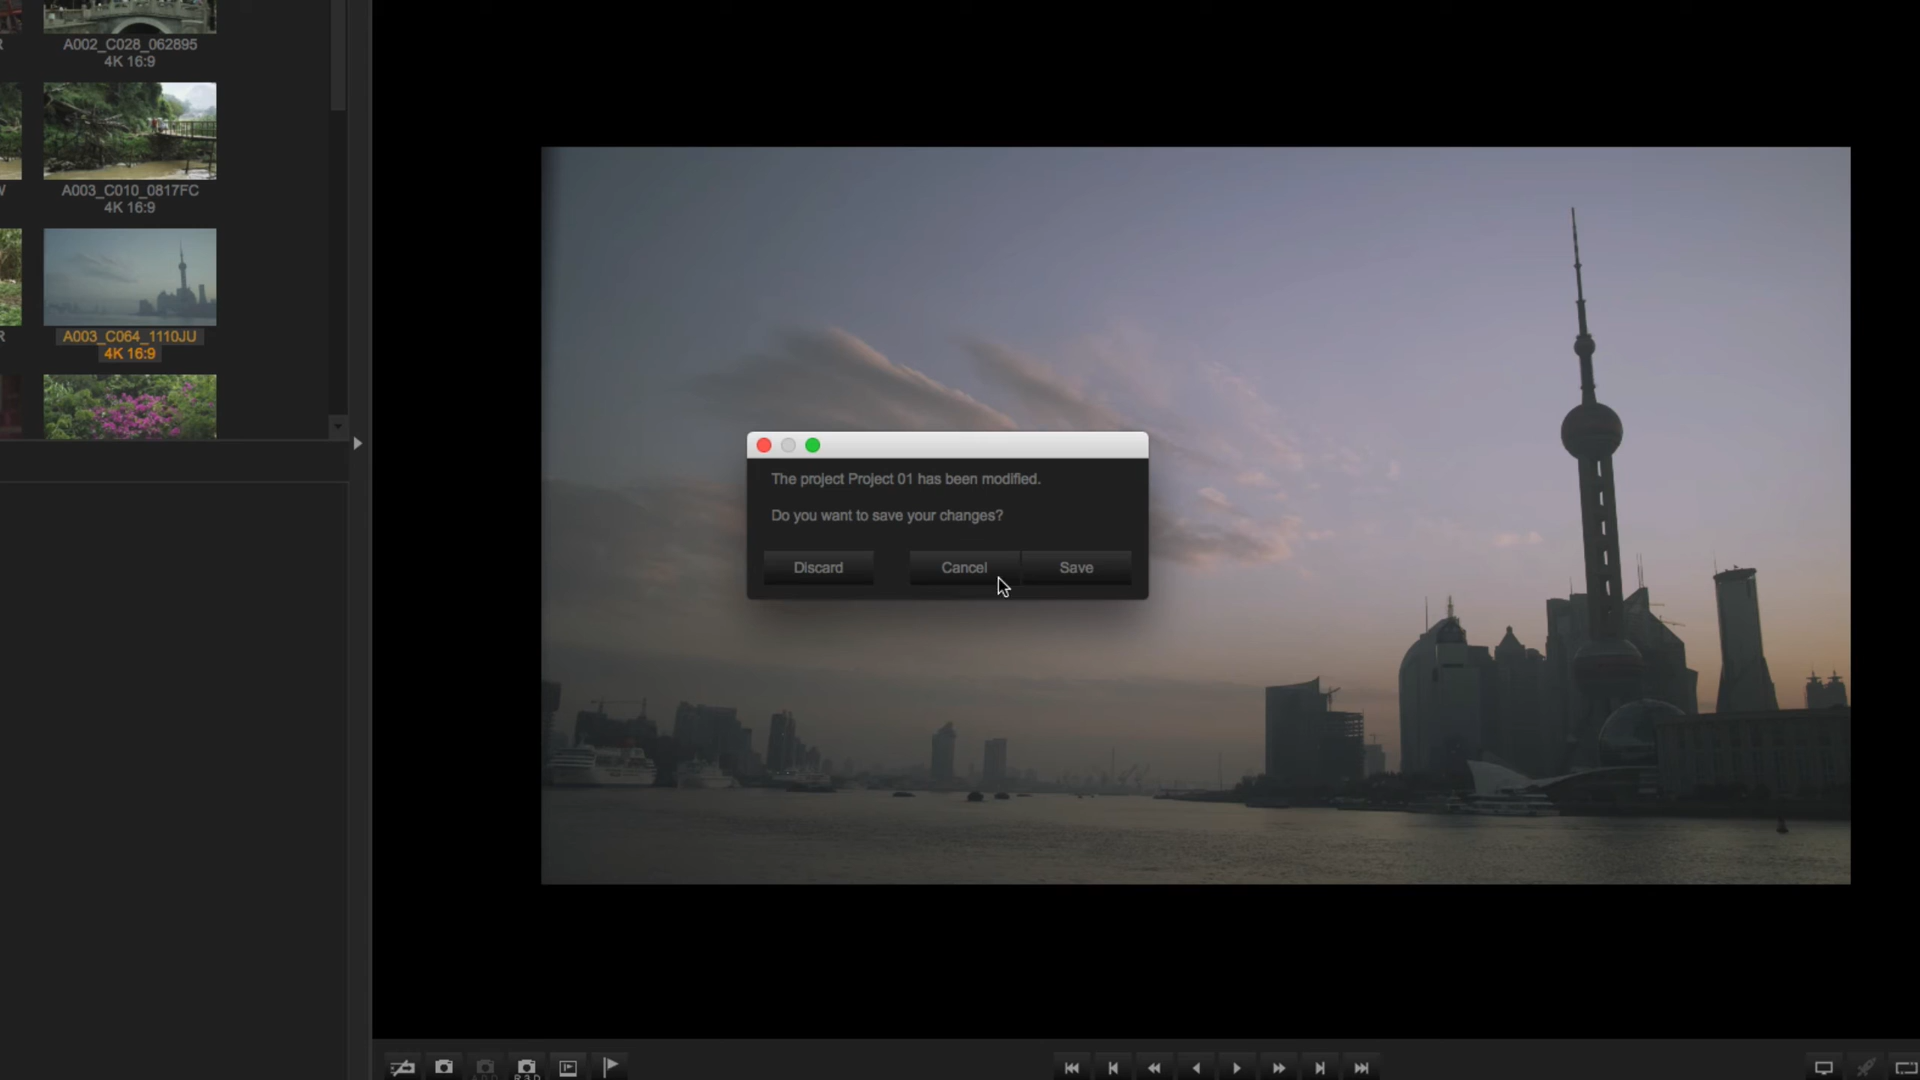 R
A002_C028_062895
4K 16:9
W
A003_C010_0817FC
4K 16:9
R
A003_C064_1110JU
4K 16:9
The project Project 01 has been modified.
Do you want to save your changes?
Discard
Cancel
Save
R3D